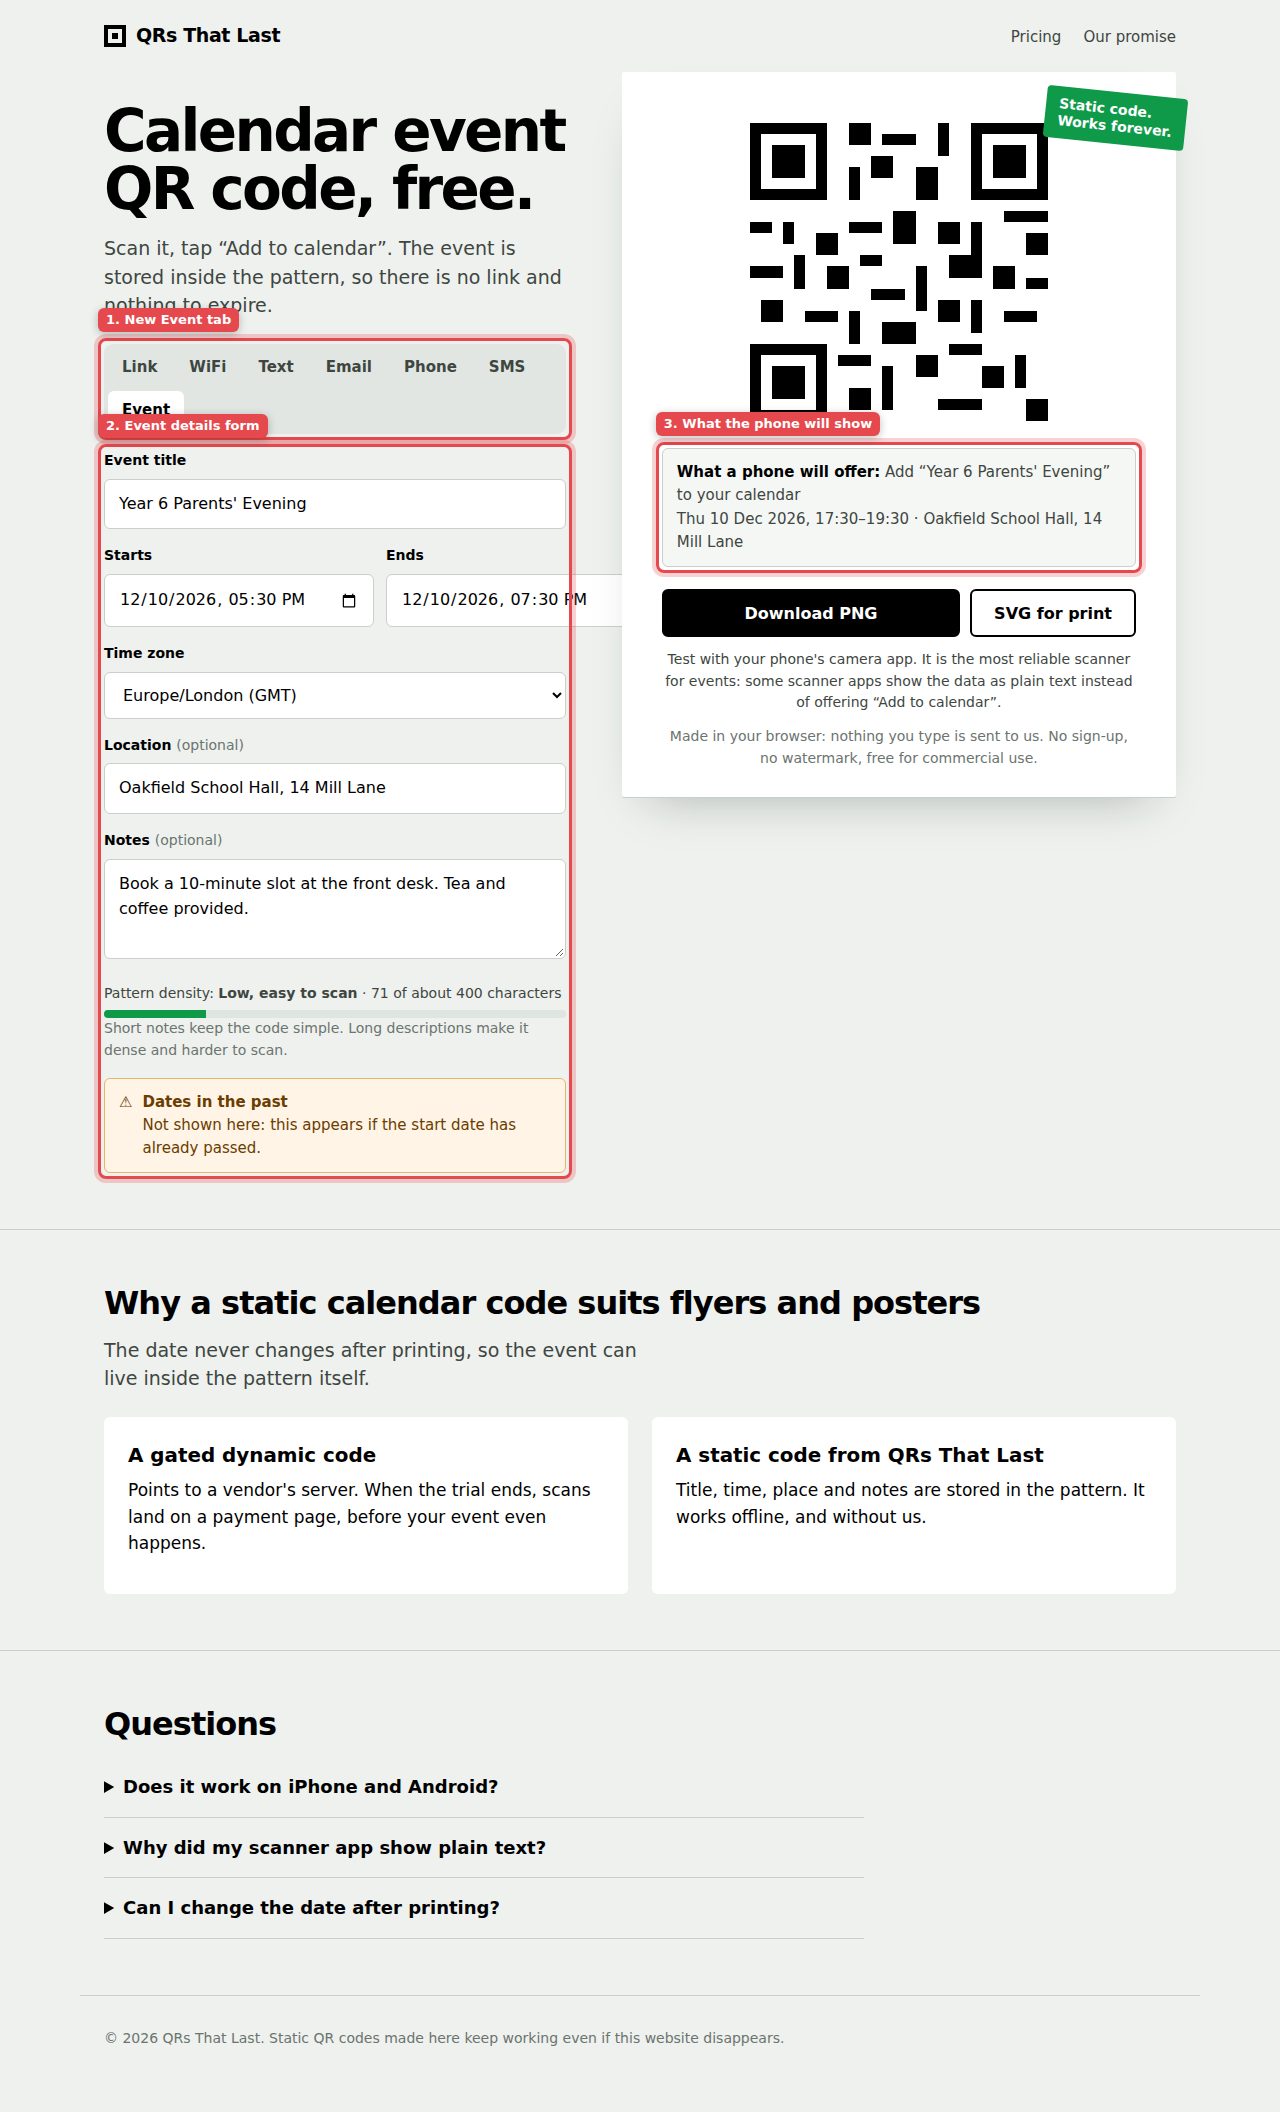 QRs That Last
Pricing
Our promise
Calendar event
QR code, free.
Scan it, tap “Add to calendar”. The event is
stored inside the pattern, so there is no link and
nothing to expire.
1. New Event tab
Link
WiFi
Text
Email
Phone
SMS
Event
2. Event details form
Event title
Year 6 Parents' Evening
Starts
Ends
12/10/2026, 05:30 PM
12/10/2026, 07:30 PM
Time zone
Europe/London (GMT)
Location (optional)
Oakfield School Hall, 14 Mill Lane
Notes (optional)
Book a 10-minute slot at the front desk. Tea and
coffee provided.
Pattern density: Low, easy to scan · 71 of about 400 characters
Short notes keep the code simple. Long descriptions make it
dense and harder to scan.
⚠ Dates in the past
Not shown here: this appears if the start date has
already passed.
Static code.
Works forever.
3. What the phone will show
What a phone will offer: Add “Year 6 Parents' Evening”
to your calendar
Thu 10 Dec 2026, 17:30–19:30 · Oakfield School Hall, 14
Mill Lane
Download PNG
SVG for print
Test with your phone's camera app. It is the most reliable scanner
for events: some scanner apps show the data as plain text instead
of offering “Add to calendar”.
Made in your browser: nothing you type is sent to us. No sign-up,
no watermark, free for commercial use.
Why a static calendar code suits flyers and posters
The date never changes after printing, so the event can
live inside the pattern itself.
A gated dynamic code
Points to a vendor's server. When the trial ends, scans
land on a payment page, before your event even
happens.
A static code from QRs That Last
Title, time, place and notes are stored in the pattern. It
works offline, and without us.
Questions
Does it work on iPhone and Android?
Why did my scanner app show plain text?
Can I change the date after printing?
© 2026 QRs That Last. Static QR codes made here keep working even if this website disappears.